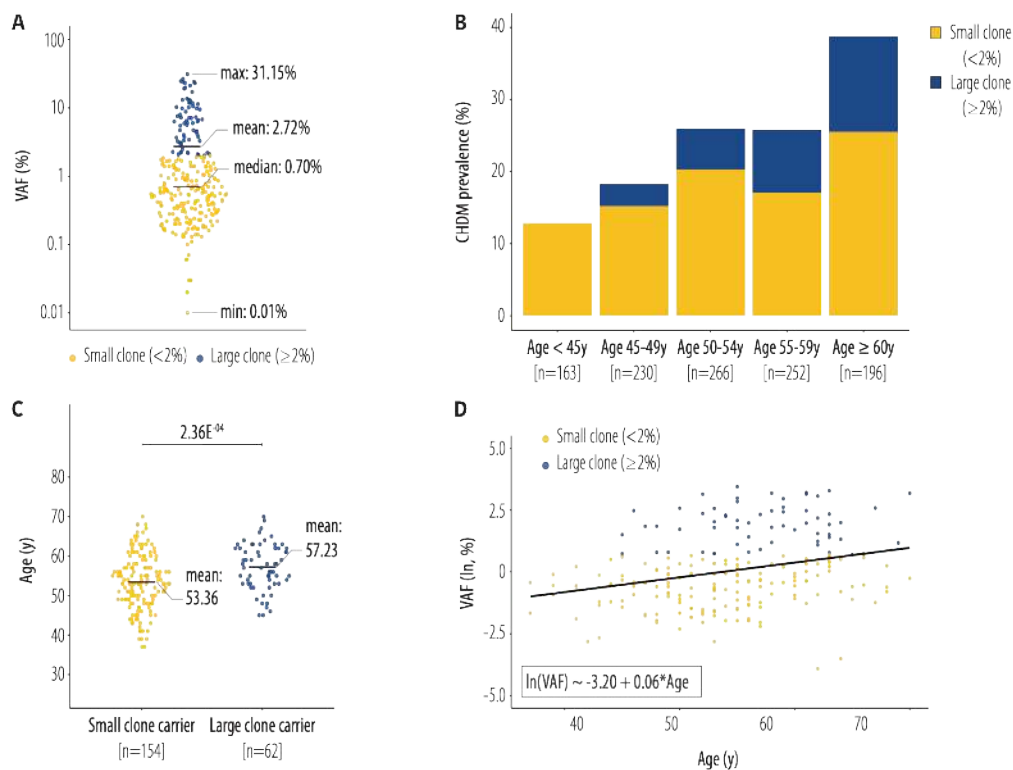 A
100
10
1
0.1
0.01
VAF (%)
max: 31.15%
mean: 2.72%
median: 0.70%
min: 0.01%
Small clone (<2%)
Large clone (≥2%)
B
40
30
20
10
0
CHDM prevalence (%)
Small clone
(<2%)
Large clone
(≥2%)
Age < 45y
[n=163]
Age 45-49y
[n=230]
Age 50-54y
[n=266]
Age 55-59y
[n=252]
Age ≥ 60y
[n=196]
C
2.36E-04
80
70
60
50
40
30
Age (y)
mean:
53.36
mean:
57.23
Small clone carrier
[n=154]
Large clone carrier
[n=62]
D
Small clone (<2%)
Large clone (≥2%)
5.0
2.5
0
-2.5
-5.0
VAF (ln, %)
ln(VAF) ~ -3.20 + 0.06*Age
40
50
60
70
Age (y)